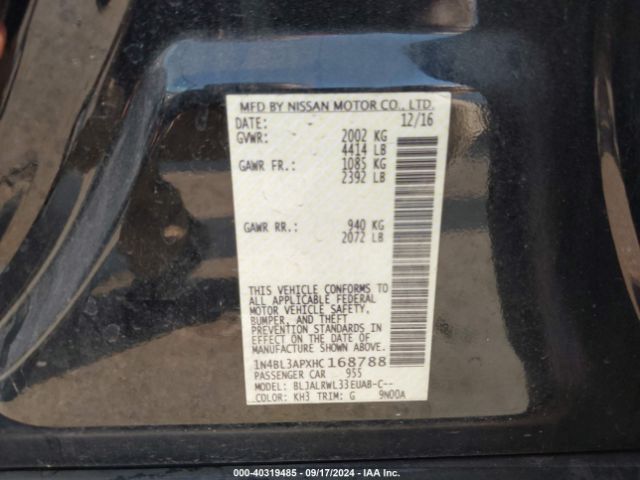 MFD BY NISSAN MOTOR CO., LTD.
DATE: 12/16
GVWR: 2002 KG
4414 LB
GAWR FR.: 1085 KG
2392 LB
GAWR RR.: 940 KG
2072 LB
THIS VEHICLE CONFORMS TO
ALL APPLICABLE FEDERAL
MOTOR VEHICLE SAFETY,
BUMPER, AND THEFT
PREVENTION STANDARDS IN
EFFECT ON THE DATE OF
MANUFACTURE SHOWN ABOVE.
1N4BL3APXHC168788
PASSENGER CAR 955
MODEL: BLJALRWL33EUAB-C--
COLOR: KH3 TRIM: G 9N00A
000-40319485 - 09/17/2024 - IAA Inc.